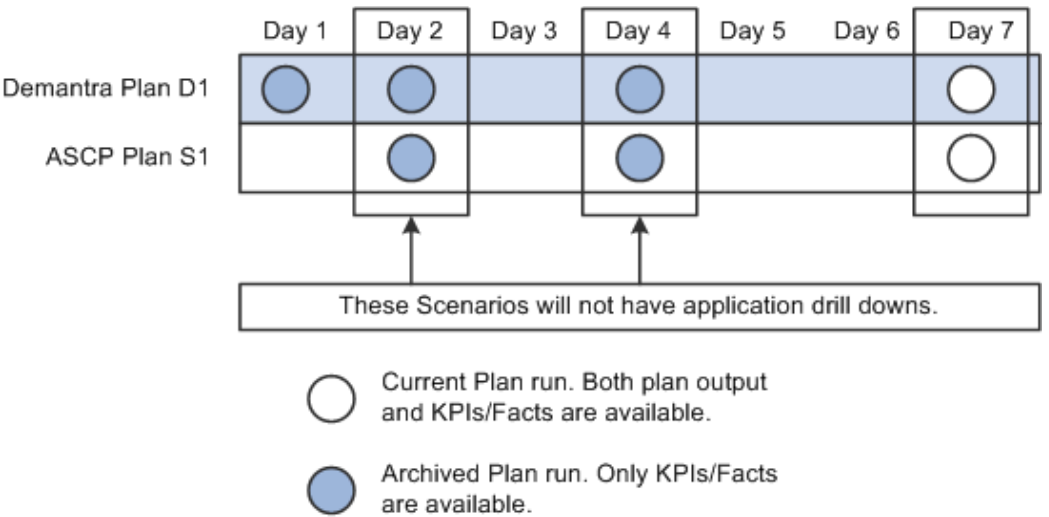 Day 1 Day 2 Day 3 Day 4 Day 5 Day 6 Day 7
Demantra Plan D1
ASCP Plan S1
These Scenarios will not have application drill downs.
Current Plan run. Both plan output
and KPIs/Facts are available.
Archived Plan run. Only KPIs/Facts
are available.